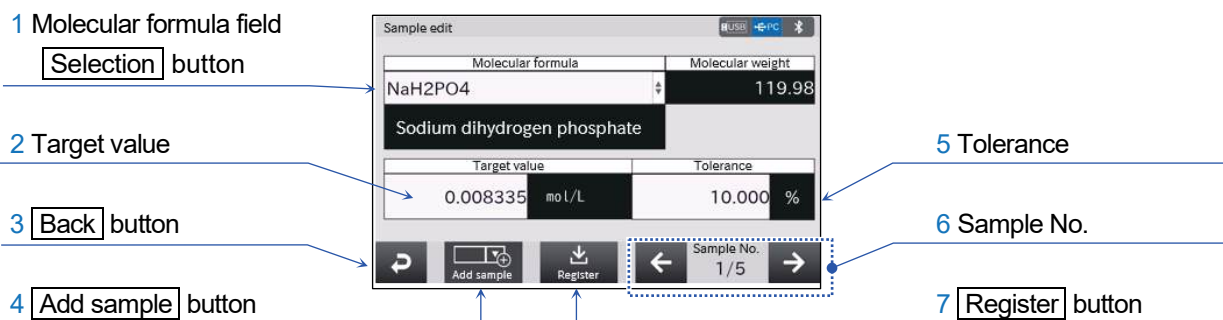 1 Molecular formula field
Selection button
2 Target value
3 Back button
4 Add sample button
Sample edit
USB PC
Molecular formula Molecular weight
NaH2PO4 119.98
Sodium dihydrogen phosphate
Target value Tolerance
0.008335 mol/L 10.000 %
Add sample Register Sample No.
1/5
5 Tolerance
6 Sample No.
7 Register button